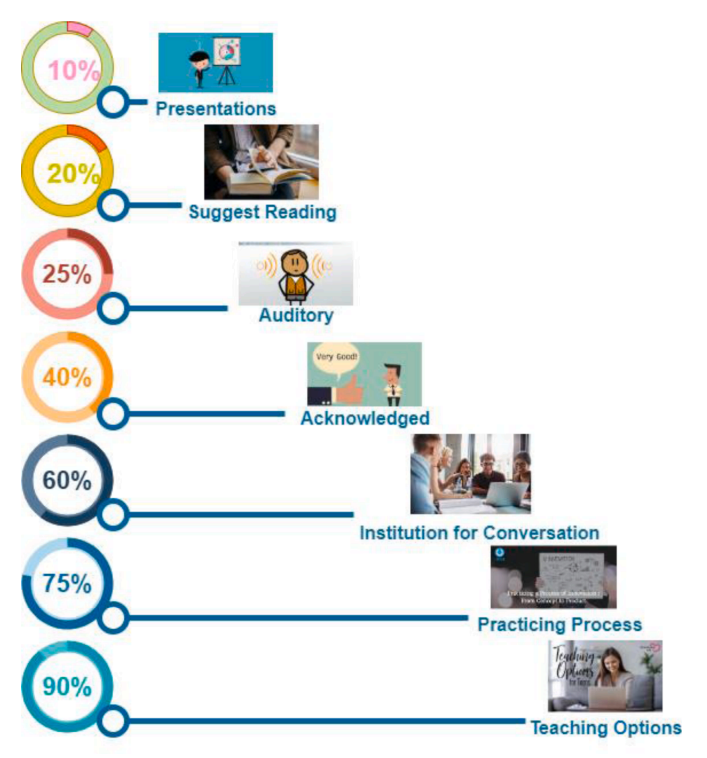 10%
Presentations
20%
Suggest Reading
25%
Auditory
Very Good!
40%
Acknowledged
60%
Institution for Conversation
75%
Practicing Process
Teaching
Options
90%
Teaching Options